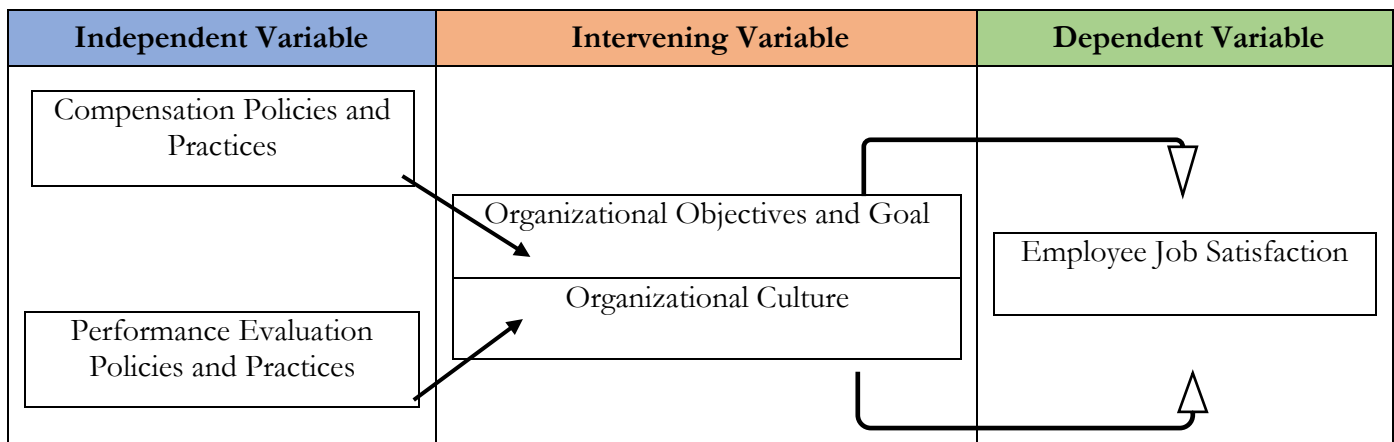 Independent Variable
Intervening Variable
Dependent Variable
Compensation Policies and
Practices
Organizational Objectives and Goal
Employee Job Satisfaction
Organizational Culture
Performance Evaluation
Policies and Practices